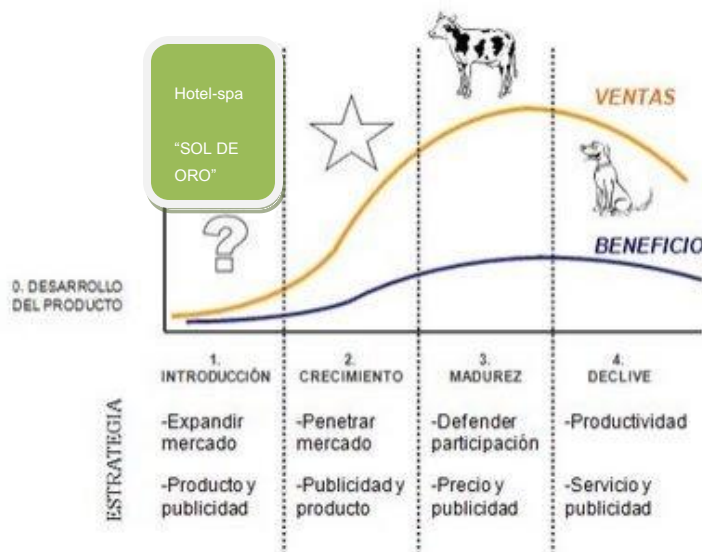 Hotel-spa
“SOL DE
ORO”
VENTAS
?
BENEFICIO
0. DESARROLLO
DEL PRODUCTO
1.
INTRODUCCIÓN
2.
CRECIMIENTO
3.
MADUREZ
4.
DECLIVE
ESTRATEGIA
-Expandir
mercado
-Producto y
publicidad
-Penetrar
mercado
-Publicidad y
producto
-Defender
participación
-Precio y
publicidad
-Productividad
-Servicio y
publicidad